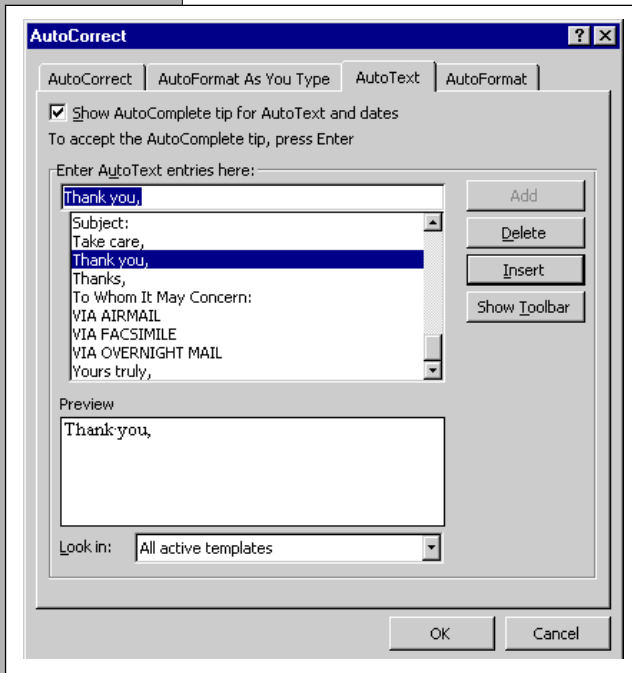 AutoCorrect
AutoCorrect AutoFormat As You Type AutoText AutoFormat
Show AutoComplete tip for AutoText and dates
To accept the AutoComplete tip, press Enter
Enter AutoText entries here:
Thank you, Add
Subject:
Take care, Delete
Thank you,
Thanks, Insert
To Whom It May Concern:
VIA AIRMAIL Show Toolbar
VIA FACSIMILE
VIA OVERNIGHT MAIL
Yours truly,
Preview
Thank·you,
Look in: All active templates
OK Cancel